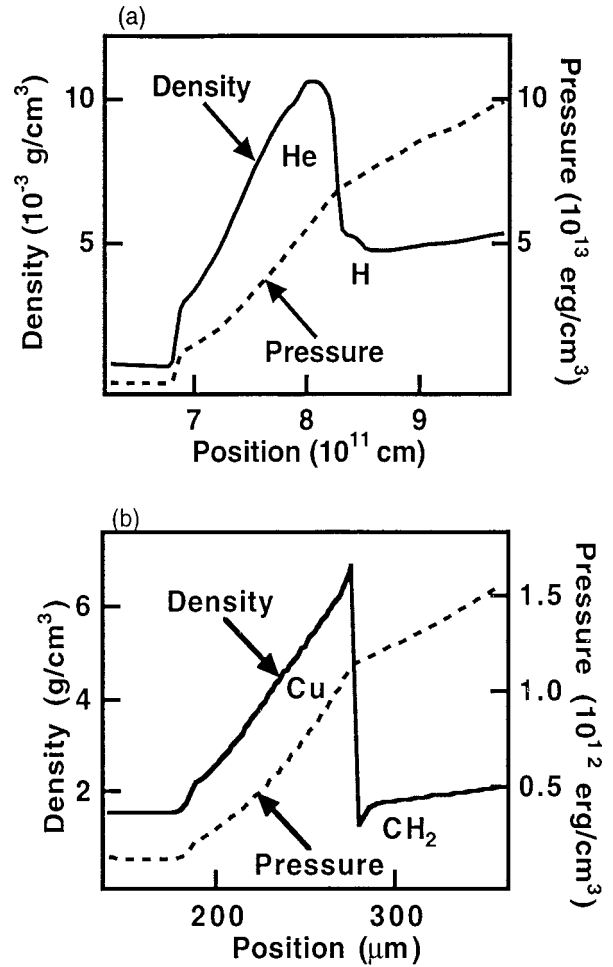 (a)
Density
He
H
Pressure
10
5
10
5
7
8
9
Density (10⁻³ g/cm³)
Pressure (10¹³ erg/cm³)
Position (10¹¹ cm)
(b)
Density
Cu
CH₂
Pressure
6
4
2
1.5
1.0
0.5
200
300
Density (g/cm³)
Pressure (10¹² erg/cm³)
Position (μm)